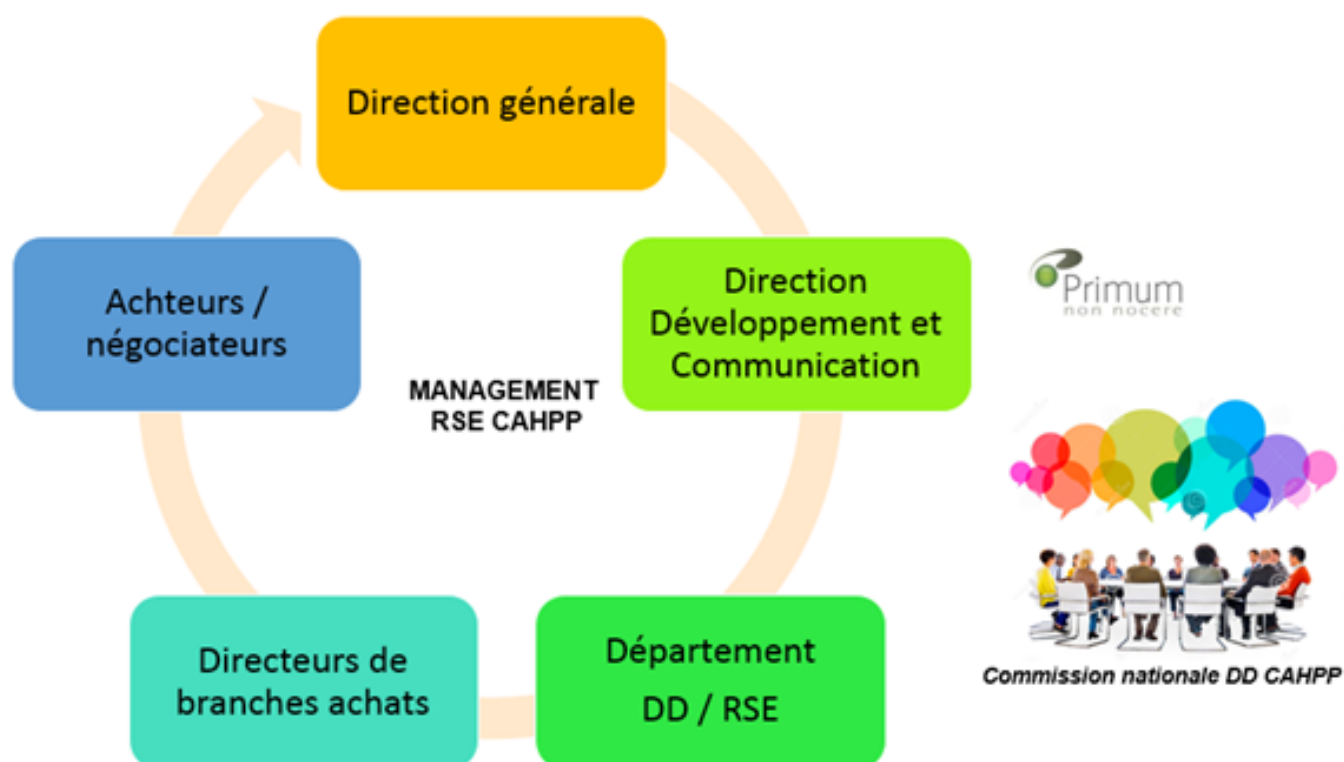 Direction générale
Direction
Développement et
Communication
Département
DD / RSE
Directeurs de
branches achats
Achteurs /
négociateurs
MANAGEMENT
RSE CAHPP
Primum
non nocere
Commission nationale DD CAHPP